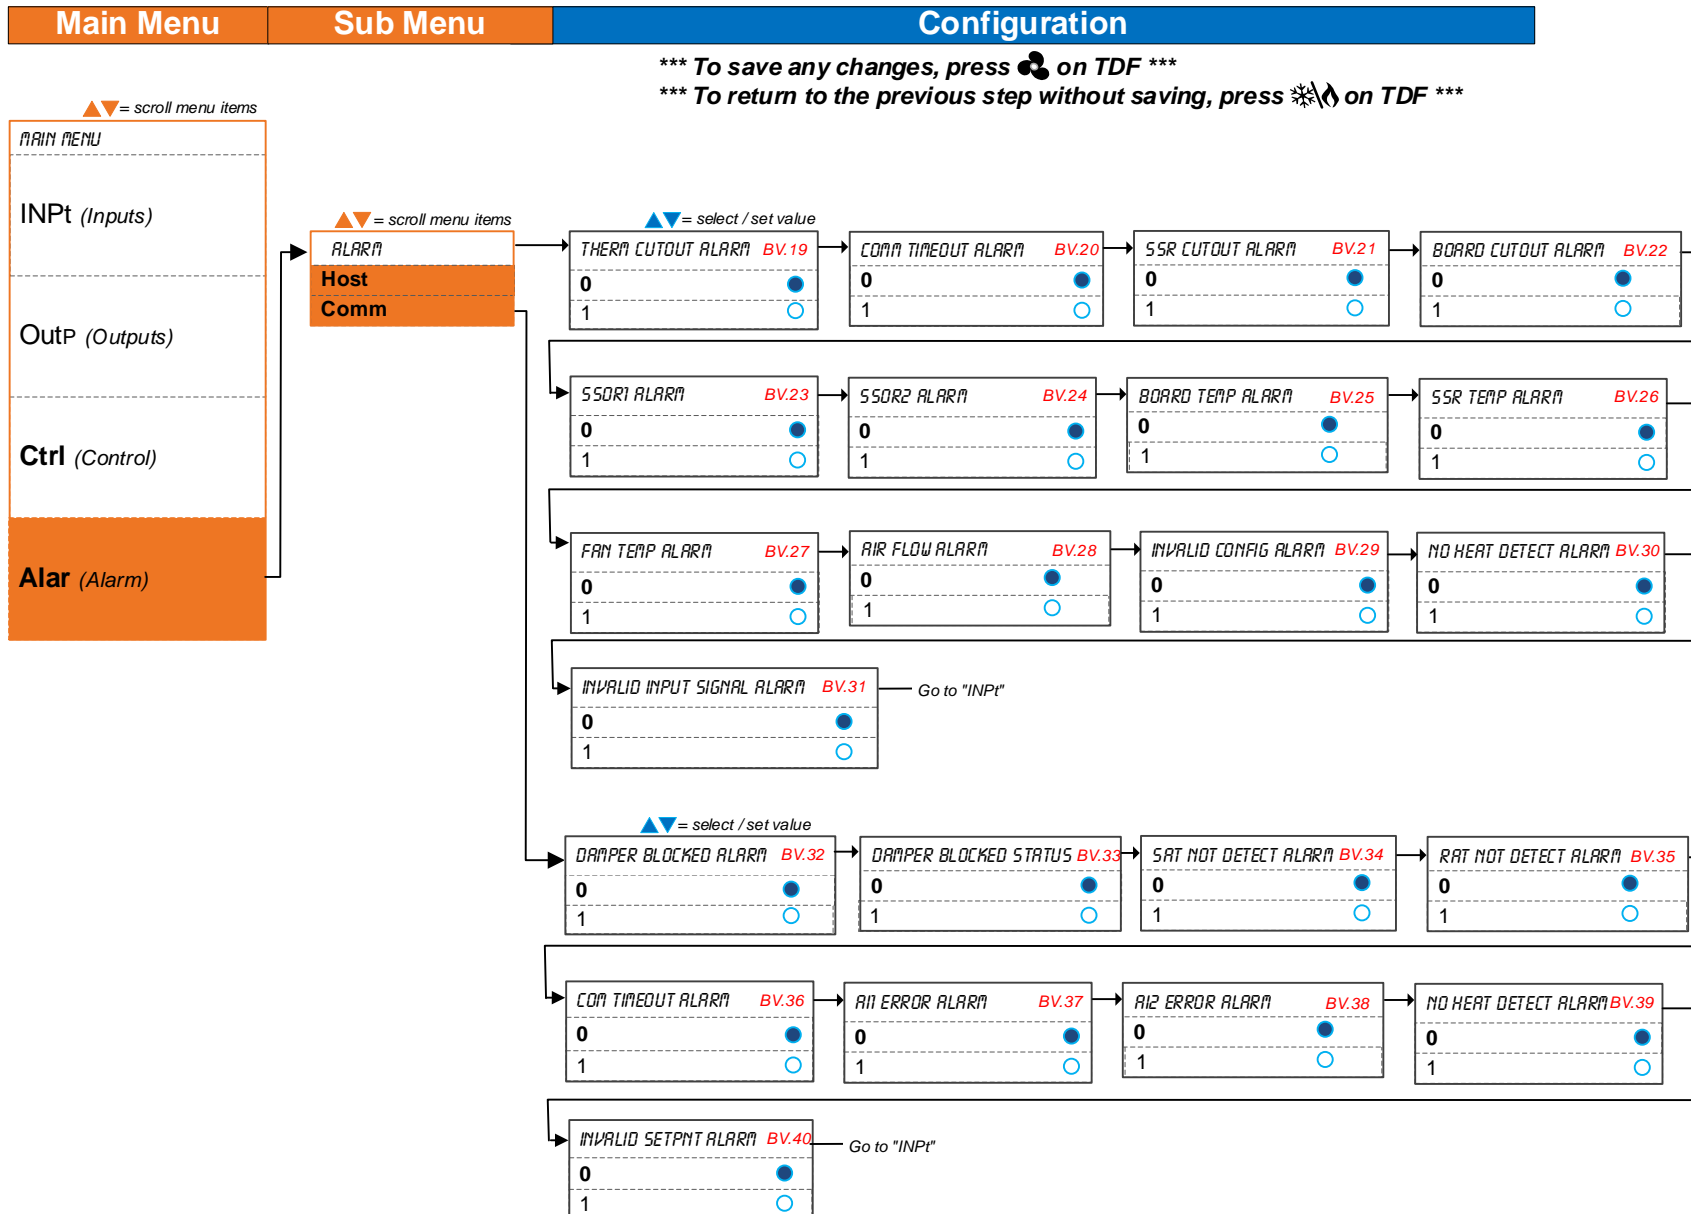 Main Menu Sub Menu Configuration
*** To save any changes, press on TDF ***
*** To return to the previous step without saving, press \ on TDF ***
= scroll menu items
MAIN MENU
INPt (Inputs)
OutP (Outputs)
Ctrl (Control)
Alar (Alarm)
= scroll menu items
ALARM
Host
Comm
= select / set value
THERM CUTOUT ALARM BV.19
0
1
COMM TIMEOUT ALARM BV.20
0
1
SSR CUTOUT ALARM BV.21
0
1
BOARD CUTOUT ALARM BV.22
0
1
SSOR1 ALARM BV.23
0
1
SSOR2 ALARM BV.24
0
1
BOARD TEMP ALARM BV.25
0
1
SSR TEMP ALARM BV.26
0
1
FAN TEMP ALARM BV.27
0
1
AIR FLOW ALARM BV.28
0
1
INVALID CONFIG ALARM BV.29
0
1
NO HEAT DETECT ALARM BV.30
0
1
INVALID INPUT SIGNAL ALARM BV.31
0
1
Go to "INPt"
= select / set value
DAMPER BLOCKED ALARM BV.32
0
1
DAMPER BLOCKED STATUS BV.33
0
1
SAT NOT DETECT ALARM BV.34
0
1
RAT NOT DETECT ALARM BV.35
0
1
COM TIMEOUT ALARM BV.36
0
1
AI1 ERROR ALARM BV.37
0
1
AI2 ERROR ALARM BV.38
0
1
NO HEAT DETECT ALARM BV.39
0
1
INVALID SETPNT ALARM BV.40
0
1
Go to "INPt"